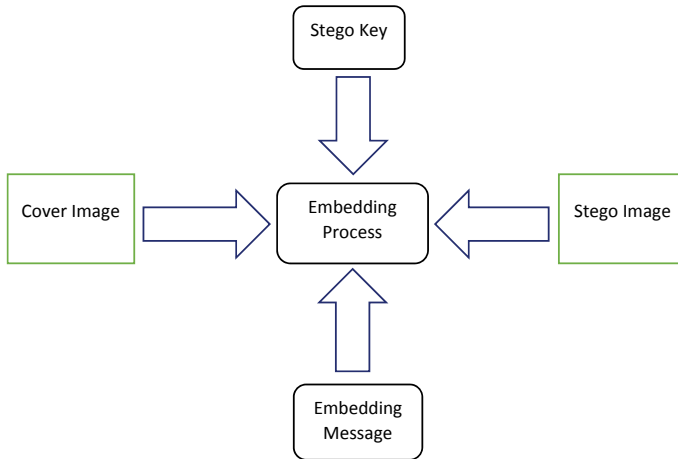 Stego Key
Cover Image
Embedding
Process
Stego Image
Embedding
Message